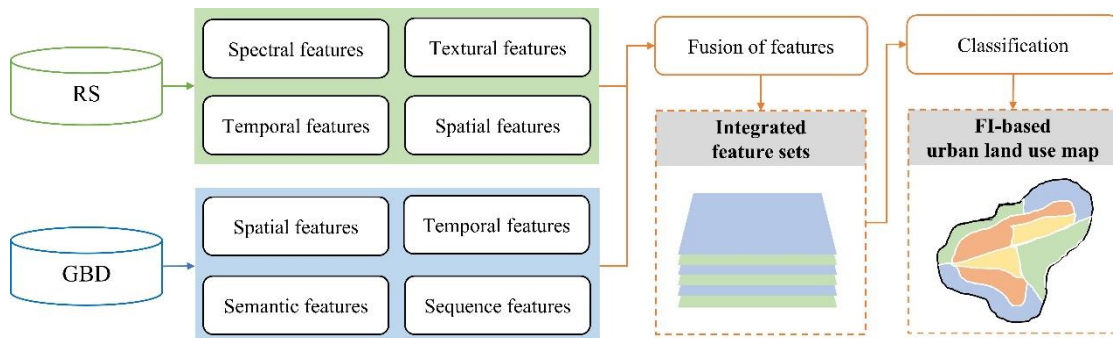 RS
Spectral features
Textural features
Temporal features
Spatial features
GBD
Spatial features
Temporal features
Semantic features
Sequence features
Fusion of features
Integrated
feature sets
Classification
FI-based
urban land use map